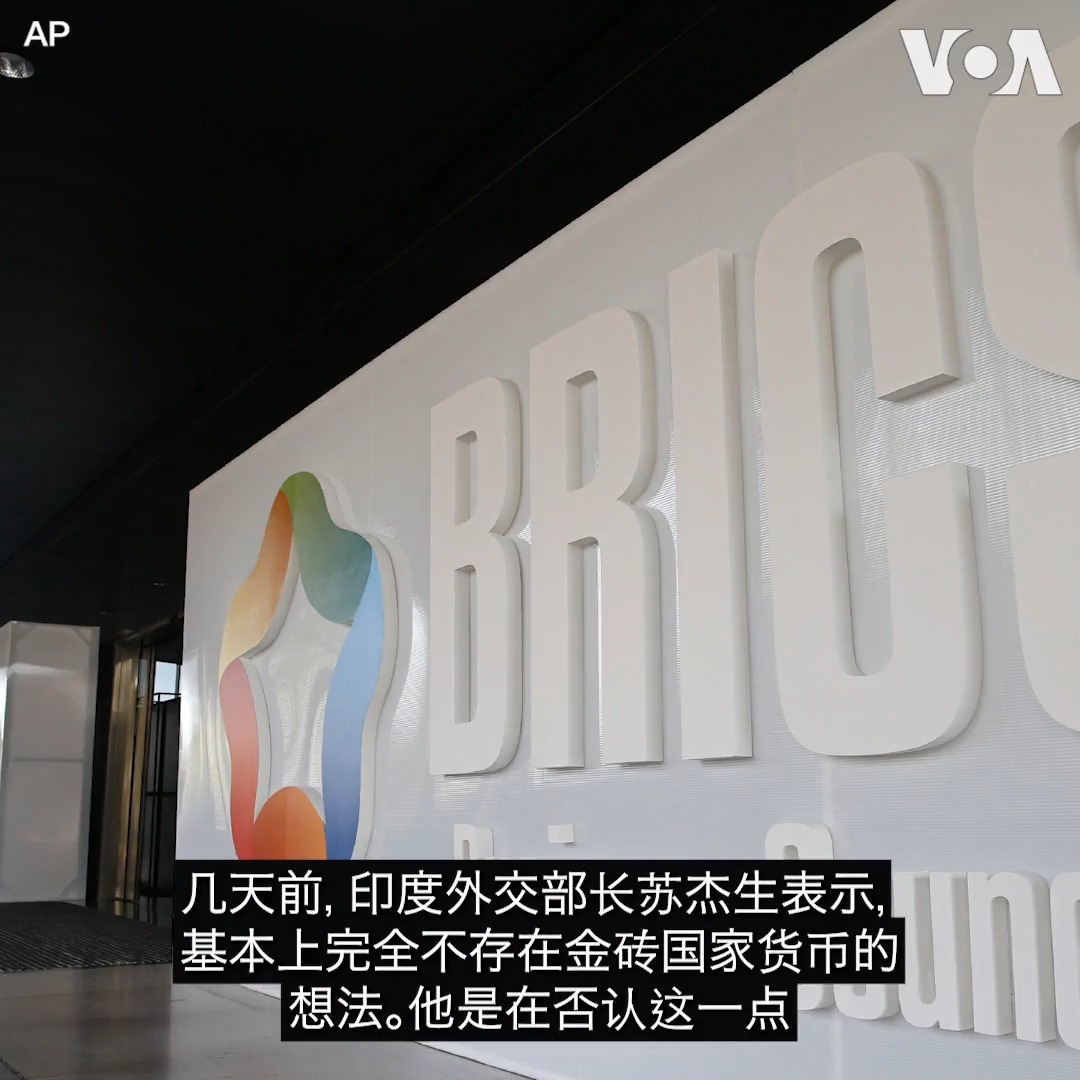 AP
VOA
BRICS
几天前, 印度外交部长苏杰生表示,
基本上完全不存在金砖国家货币的
想法。他是在否认这一点